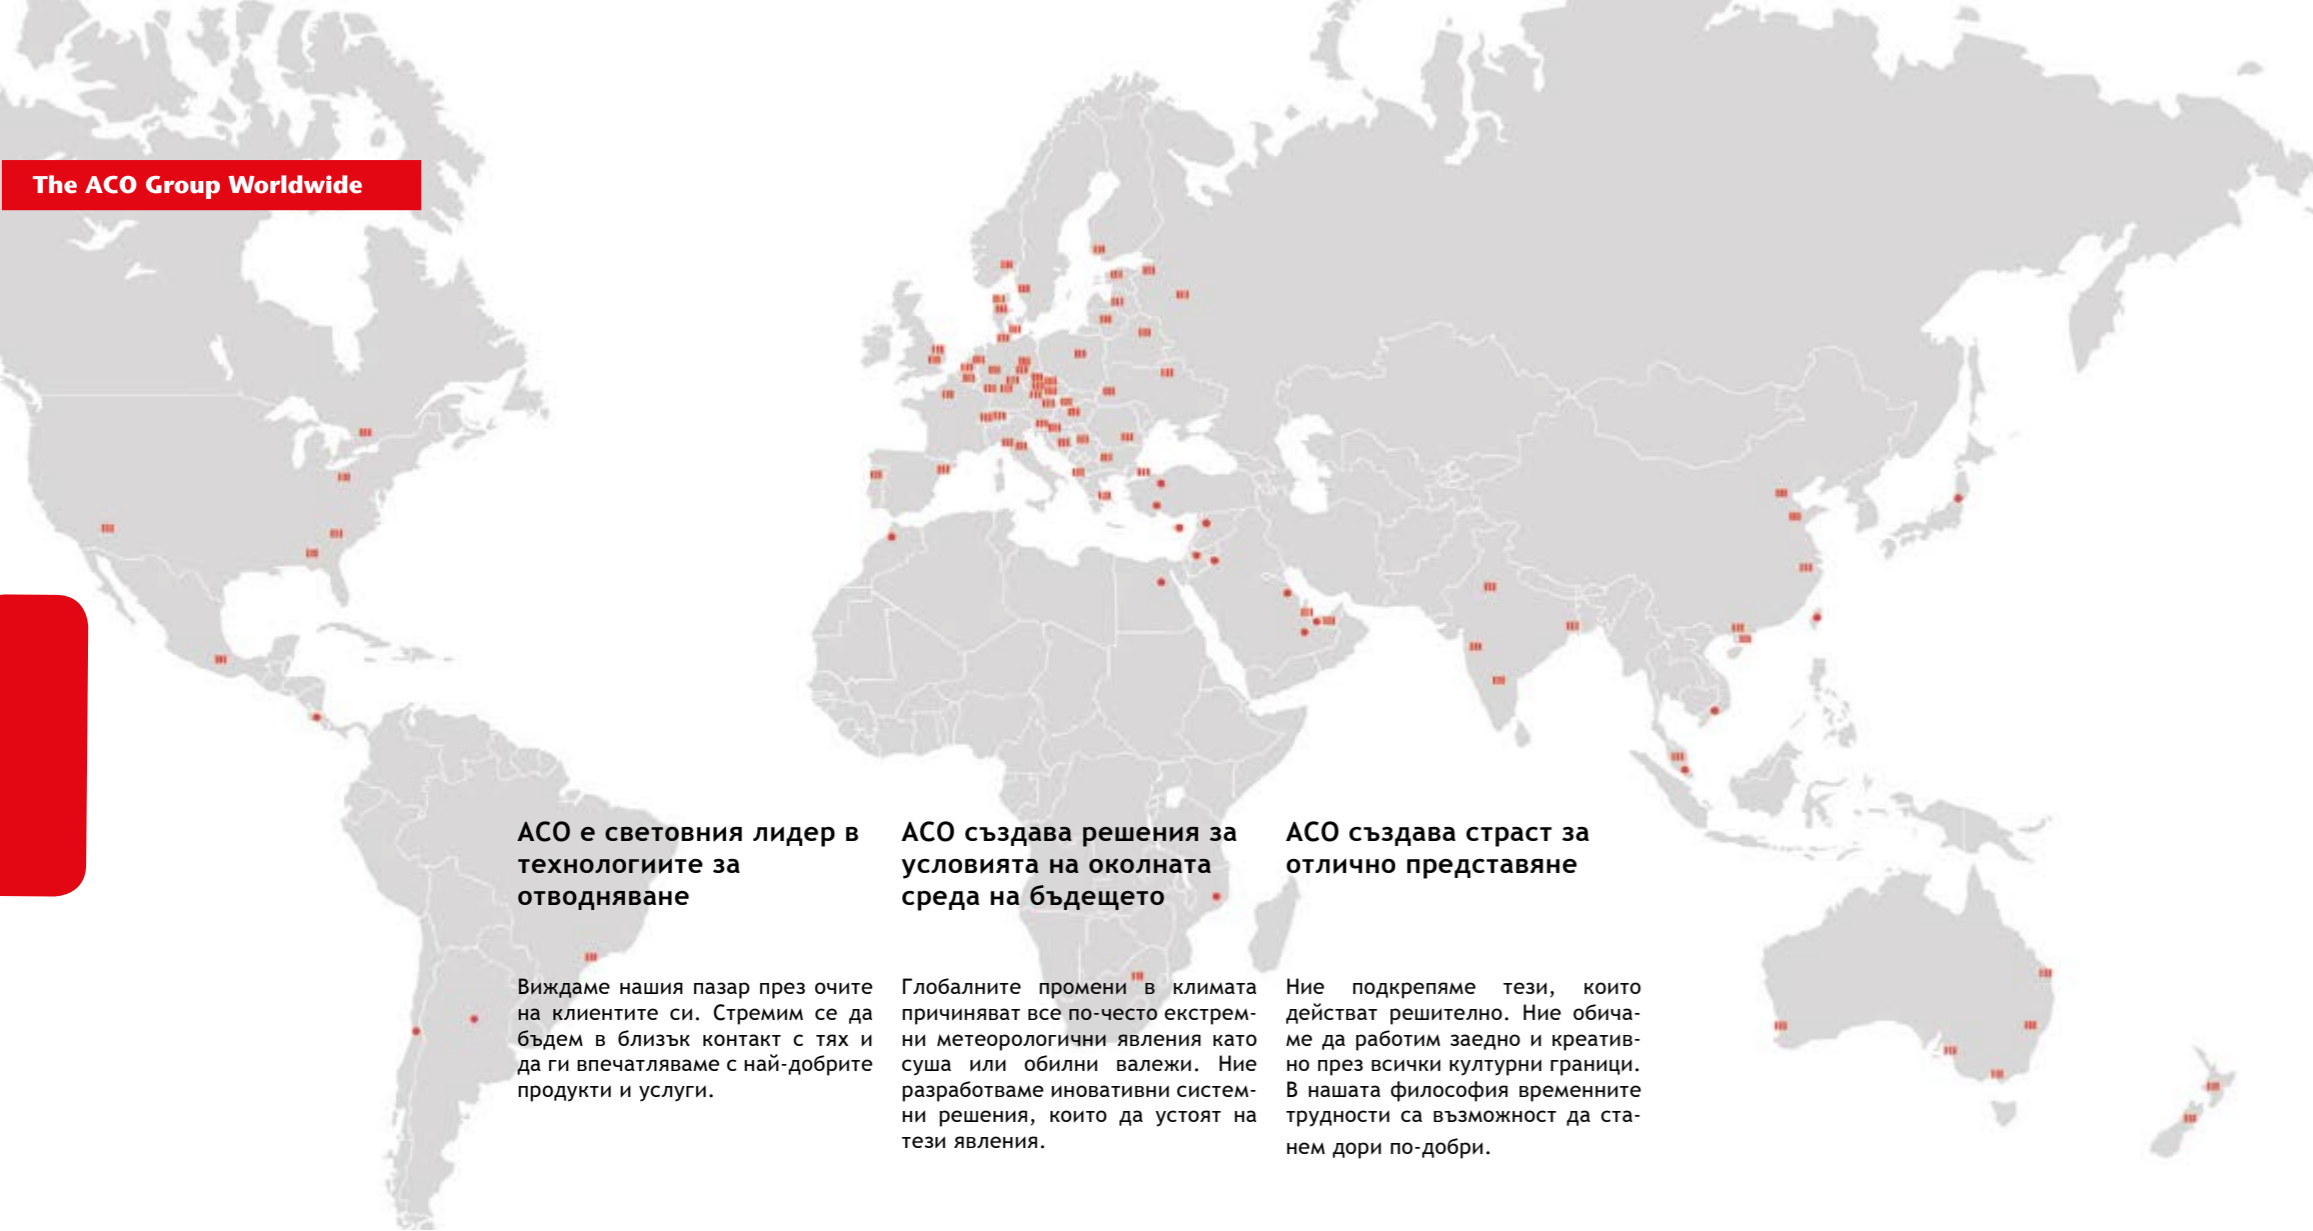 The ACO Group Worldwide
АСО е световния лидер в
технологиите за
отводняване
Виждаме нашия пазар през очите
на клиентите си. Стремим се да
бъдем в близък контакт с тях и
да ги впечатляваме с най-добрите
продукти и услуги.
АСО създава решения за
условията на околната
среда на бъдещето
Глобалните промени в климата
причиняват все по-често екстрем-
ни метеорологични явления като
суша или обилни валежи. Ние
разработваме иновативни систем-
ни решения, които да устоят на
тези явления.
АСО създава страст за
отлично представяне
Ние подкрепяме тези, които
действат решително. Ние обича-
ме да работим заедно и креатив-
но през всички културни граници.
В нашата философия временните
трудности са възможност да ста-
нем дори по-добри.